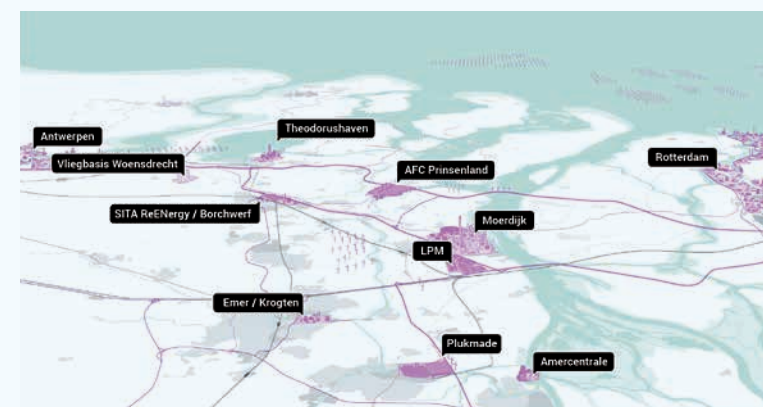 Theodorushaven
Antwerpen
Vliegbasis Woensdrecht
Rotterdam
AFC Prinsenland
SITA ReENergy / Borchwerf
Moerdijk
LPM
Emer / Krogten
Plukmade
Amercentrale